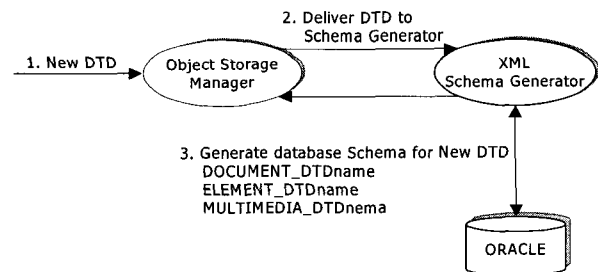 2. Deliver DTD to
Schema Generator
1. New DTD
Object Storage
Manager
XML
Schema Generator
3. Generate database Schema for New DTD
DOCUMENT_DTDname
ELEMENT_DTDname
MULTIMEDIA_DTDnema
ORACLE